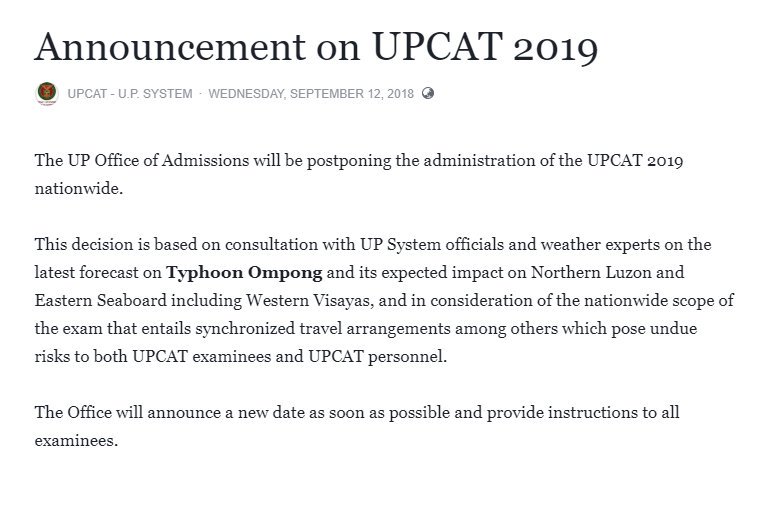 Announcement on UPCAT 2019
UPCAT - U.P. SYSTEM · WEDNESDAY, SEPTEMBER 12, 2018
The UP Office of Admissions will be postponing the administration of the UPCAT 2019
nationwide.
This decision is based on consultation with UP System officials and weather experts on the
latest forecast on Typhoon Ompong and its expected impact on Northern Luzon and
Eastern Seaboard including Western Visayas, and in consideration of the nationwide scope of
the exam that entails synchronized travel arrangements among others which pose undue
risks to both UPCAT examinees and UPCAT personnel.
The Office will announce a new date as soon as possible and provide instructions to all
examinees.